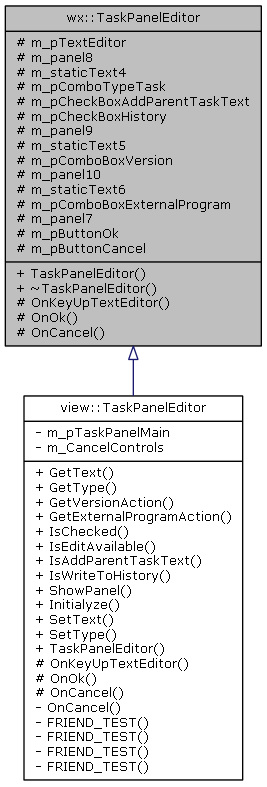 wx::TaskPanelEditor
# m_pTextEditor
# m_panel8
# m_staticText4
# m_pComboTypeTask
# m_pCheckBoxAddParentTaskText
# m_pCheckBoxHistory
# m_panel9
# m_staticText5
# m_pComboBoxVersion
# m_panel10
# m_staticText6
# m_pComboBoxExternalProgram
# m_panel7
# m_pButtonOk
# m_pButtonCancel
+ TaskPanelEditor()
+ ~TaskPanelEditor()
# OnKeyUpTextEditor()
# OnOk()
# OnCancel()
view::TaskPanelEditor
- m_pTaskPanelMain
- m_CancelControls
+ GetText()
+ GetType()
+ GetVersionAction()
+ GetExternalProgramAction()
+ IsChecked()
+ IsEditAvailable()
+ IsAddParentTaskText()
+ IsWriteToHistory()
+ ShowPanel()
+ Initialyze()
+ SetText()
+ SetType()
+ TaskPanelEditor()
# OnKeyUpTextEditor()
# OnOk()
# OnCancel()
- OnCancel()
- FRIEND_TEST()
- FRIEND_TEST()
- FRIEND_TEST()
- FRIEND_TEST()